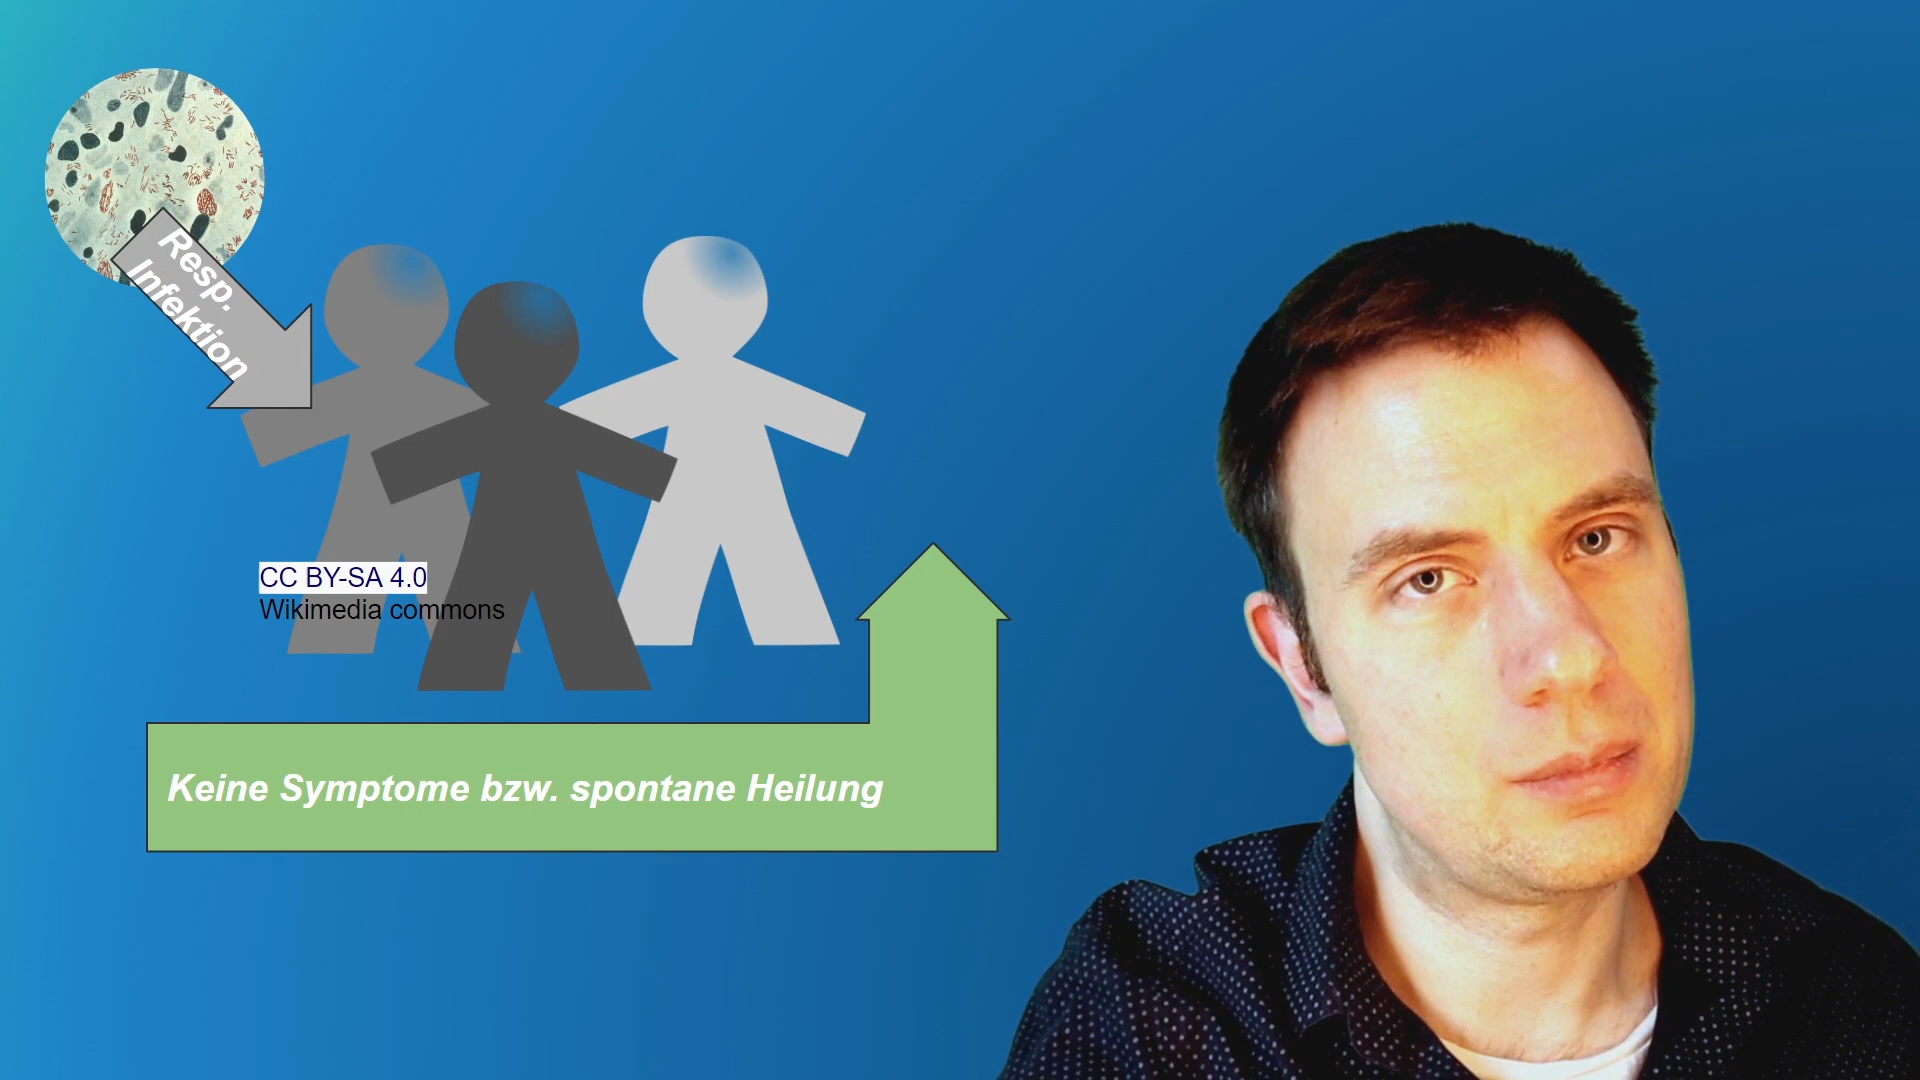 Resp.
Infektion
CC BY-SA 4.0
Wikimedia commons
Keine Symptome bzw. spontane Heilung